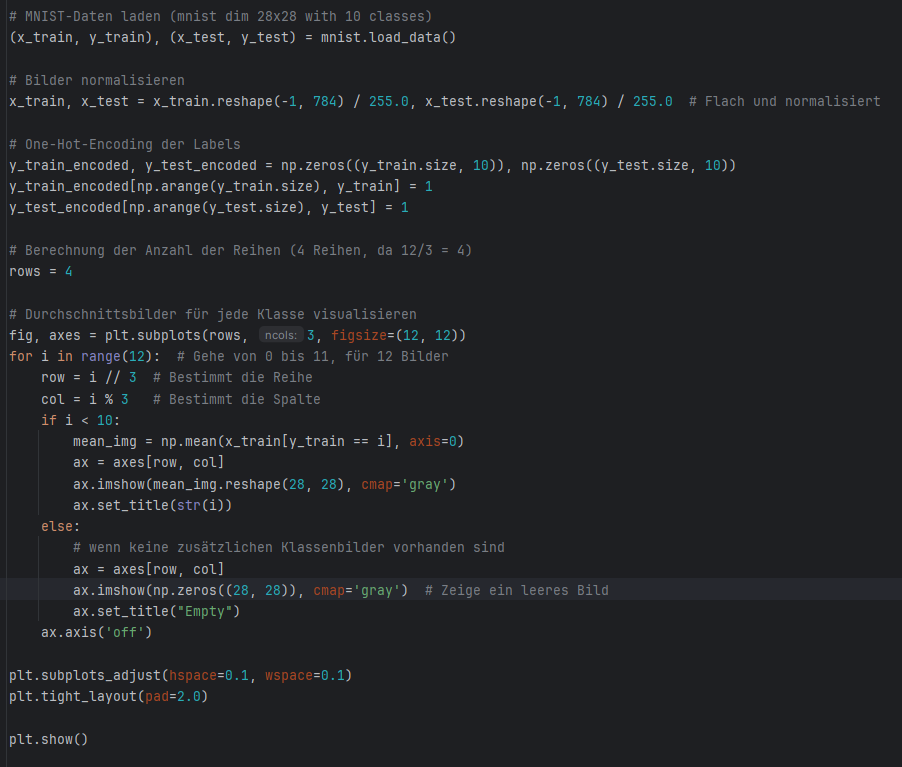 # MNIST-Daten laden (mnist dim 28x28 with 10 classes)
(x_train, y_train), (x_test, y_test) = mnist.load_data()

# Bilder normalisieren
x_train, x_test = x_train.reshape(-1, 784) / 255.0, x_test.reshape(-1, 784) / 255.0  # Flach und normalisiert

# One-Hot-Encoding der Labels
y_train_encoded, y_test_encoded = np.zeros((y_train.size, 10)), np.zeros((y_test.size, 10))
y_train_encoded[np.arange(y_train.size), y_train] = 1
y_test_encoded[np.arange(y_test.size), y_test] = 1

# Berechnung der Anzahl der Reihen (4 Reihen, da 12/3 = 4)
rows = 4

# Durchschnittsbilder für jede Klasse visualisieren
fig, axes = plt.subplots(rows, ncols: 3, figsize=(12, 12))
for i in range(12):  # Gehe von 0 bis 11, für 12 Bilder
    row = i // 3  # Bestimmt die Reihe
    col = i % 3   # Bestimmt die Spalte
    if i < 10:
        mean_img = np.mean(x_train[y_train == i], axis=0)
        ax = axes[row, col]
        ax.imshow(mean_img.reshape(28, 28), cmap='gray')
        ax.set_title(str(i))
    else:
        # wenn keine zusätzlichen Klassenbilder vorhanden sind
        ax = axes[row, col]
        ax.imshow(np.zeros((28, 28)), cmap='gray')  # Zeige ein leeres Bild
        ax.set_title("Empty")
    ax.axis('off')

plt.subplots_adjust(hspace=0.1, wspace=0.1)
plt.tight_layout(pad=2.0)

plt.show()